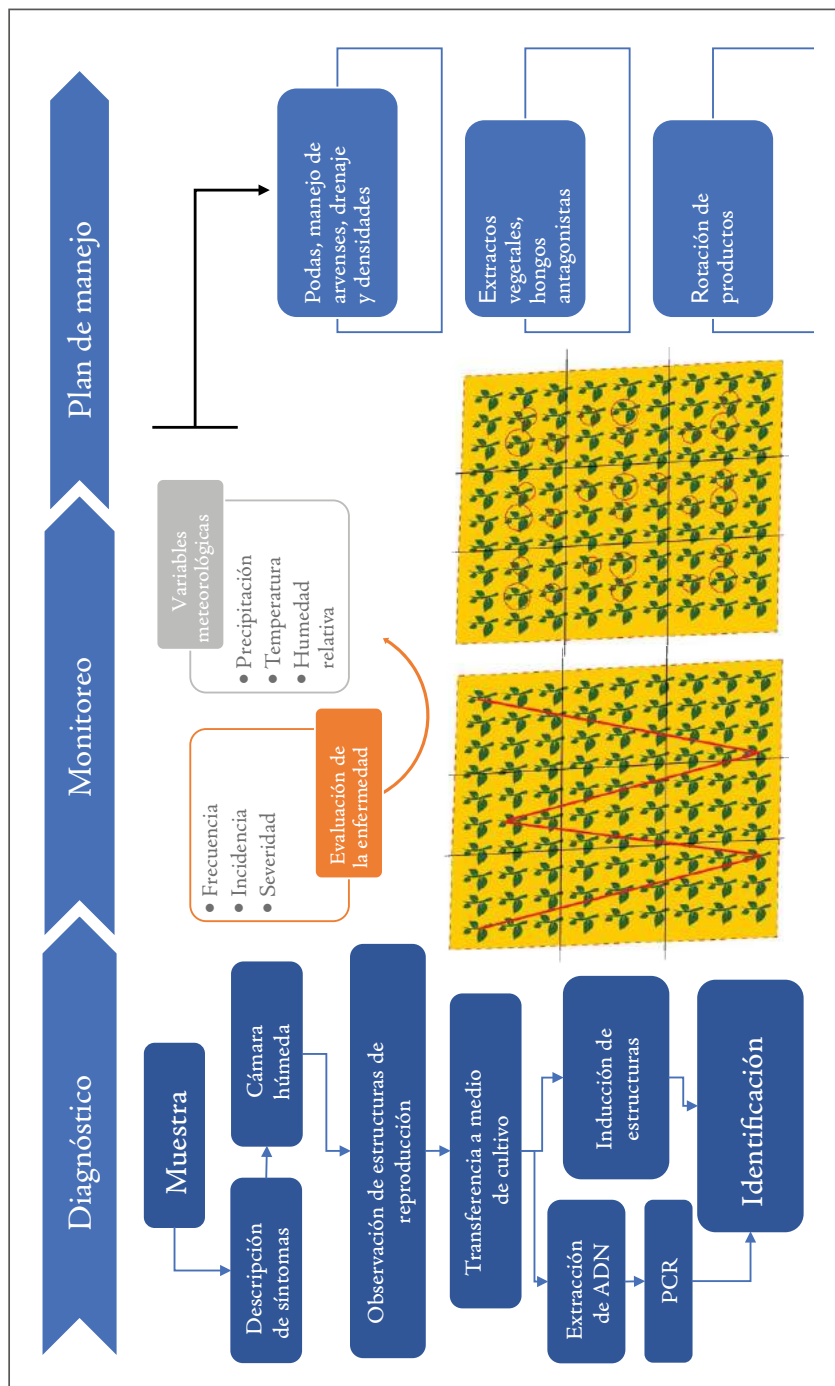 Diagnóstico
Monitoreo
Plan de manejo
Muestra
Descripción
de síntomas
Cámara
húmeda
Observación de estructuras de
reproducción
Transferencia a medio
de cultivo
Extracción
de ADN
PCR
Inducción de
estructuras
Identificación
• Frecuencia
• Incidencia
• Severidad
Evaluación de
la enfermedad
Variables
meteorológicas
• Precipitación
• Temperatura
• Humedad
relativa
Podas, manejo de
arvenses, drenaje
y densidades
Extractos
vegetales,
hongos
antagonistas
Rotación de
productos